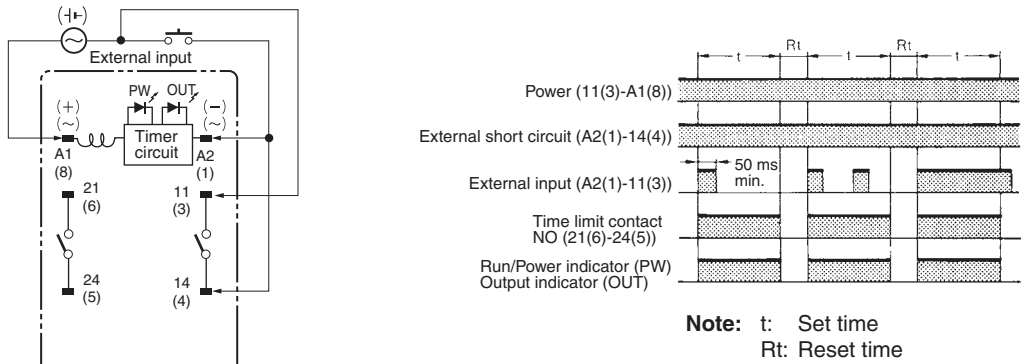 External input
PW
OUT
(+)
(~)
(−)
(~)
Timer
circuit
A1
(8)
A2
(1)
21
(6)
11
(3)
24
(5)
14
(4)
t
Rt
t
Rt
t
Power (11(3)-A1(8))
External short circuit (A2(1)-14(4))
50 ms
min.
External input (A2(1)-11(3))
Time limit contact
NO (21(6)-24(5))
Run/Power indicator (PW)
Output indicator (OUT)
Note: t: Set time
Rt: Reset time